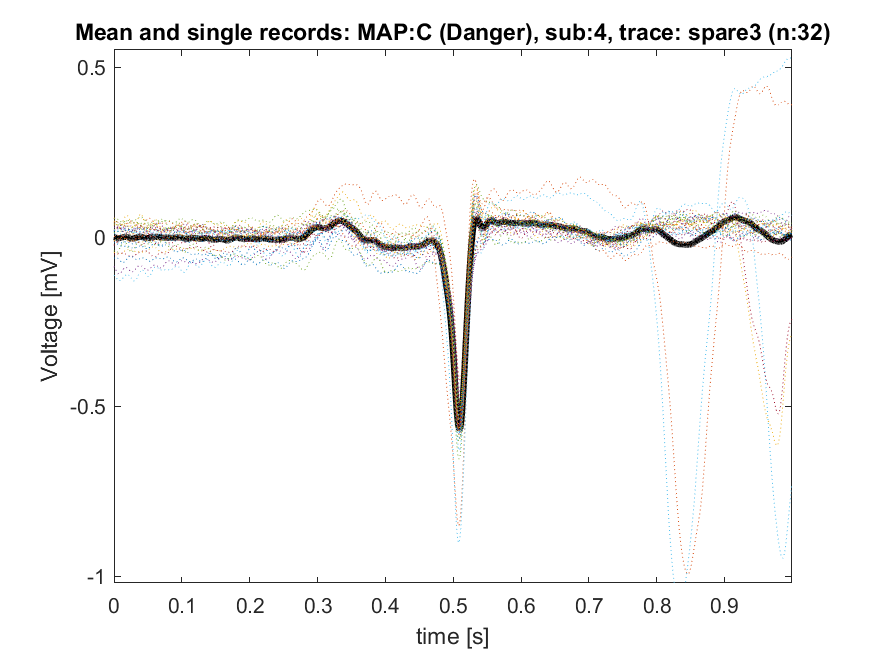 Mean and single records: MAP:C (Danger), sub:4, trace: spare3 (n:32)
0.5
0
-0.5
-1
Voltage [mV]
0 0.1 0.2 0.3 0.4 0.5 0.6 0.7 0.8 0.9
time [s]